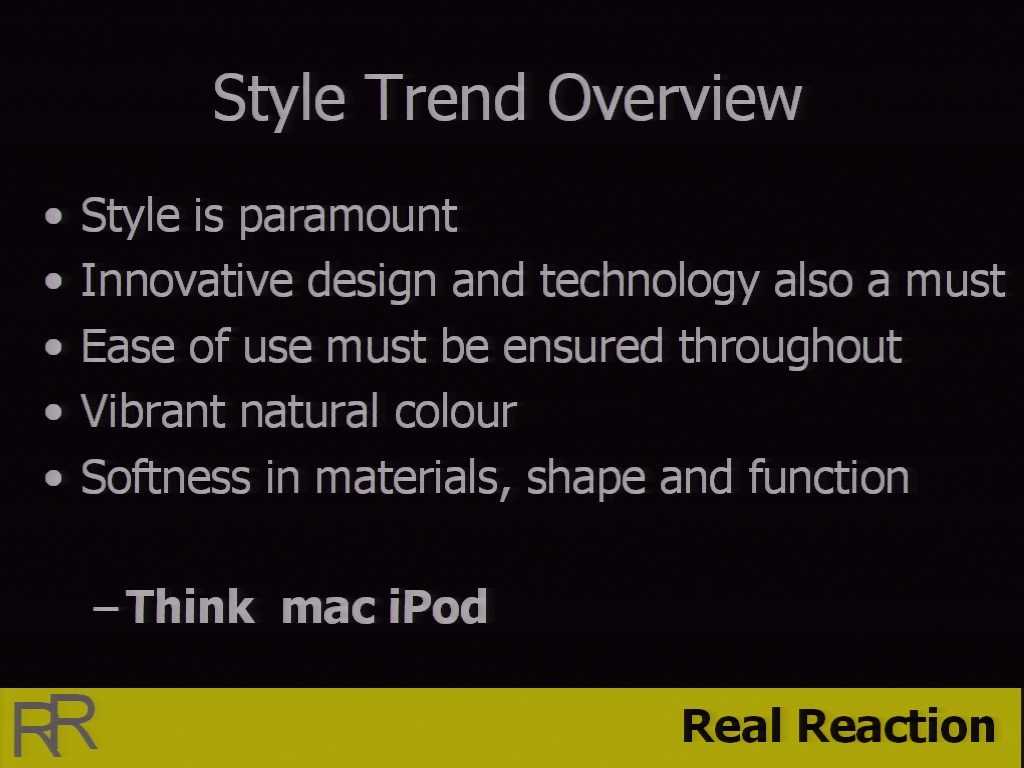 Style Trend Overview
• Style is paramount
• Innovative design and technology also a must
• Ease of use must be ensured throughout
• Vibrant natural colour
• Softness in materials, shape and function
– Think mac iPod
RR
Real Reaction